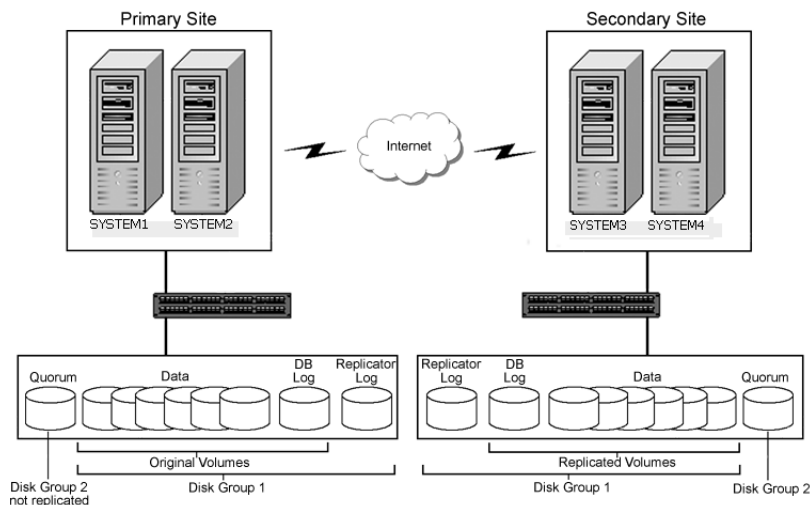 Primary Site
Secondary Site
SYSTEM1
SYSTEM2
Internet
SYSTEM3
SYSTEM4
Quorum
Data
DB
Log
Replicator
Log
Replicator
Log
DB
Log
Data
Quorum
Original Volumes
Replicated Volumes
Disk Group 2
not replicated
Disk Group 1
Disk Group 1
Disk Group 2